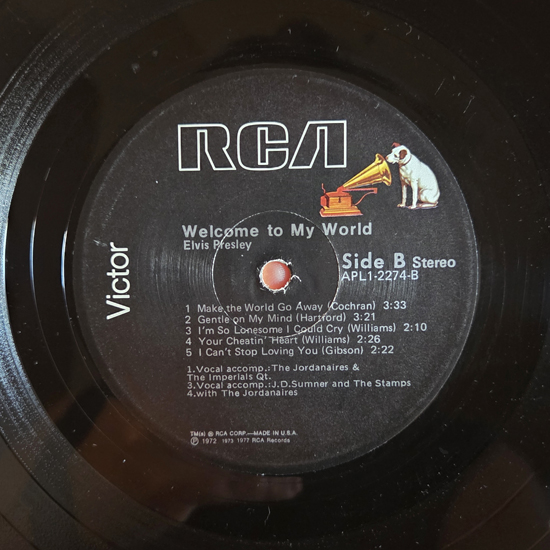 RCA
Victor
Welcome to My World
Elvis Presley
Side B Stereo
APL1-2274-B
1 Make the World Go Away (Cochran) 3:33
2 Gentle on My Mind (Hartford) 3:21
3 I'm So Lonesome I Could Cry (Williams) 2:10
4 Your Cheatin' Heart (Williams) 2:26
5 I Can't Stop Loving You (Gibson) 2:22
1.Vocal accomp.:The Jordanaires &
The Imperials Qt.
3.Vocal accomp.:J.D.Sumner and The Stamps
4.with The Jordanaires
TM(s) ® RCA CORP.—MADE IN U.S.A.
℗ 1972 1973 1977 RCA Records